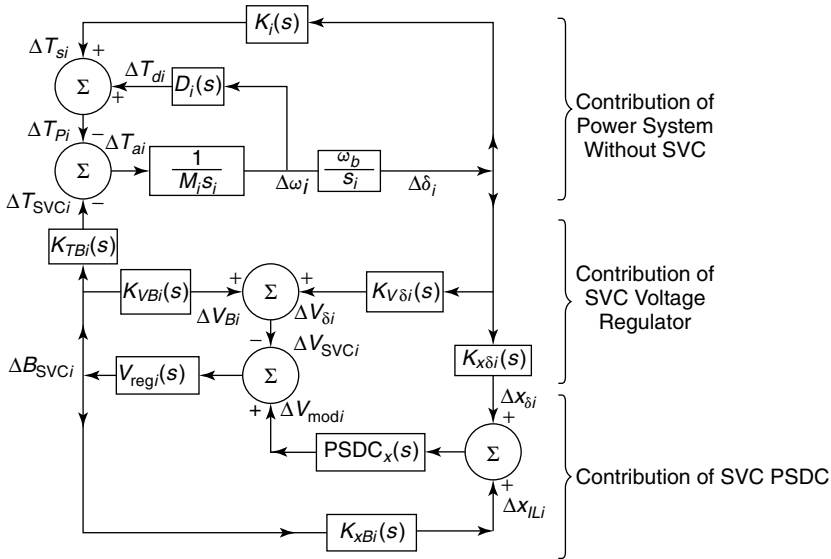 K_i(s)
ΔT_si
+
ΔT_di
Σ
+
D_i(s)
Contribution of
Power System
Without SVC
ΔT_Pi
−
ΔT_ai
Σ
1
M_i s_i
Δω_i
ω_b
s_i
Δδ_i
ΔT_SVCi
−
K_TBi(s)
K_VBi(s)
+
Σ
+
K_Vδi(s)
Contribution of
SVC Voltage
Regulator
ΔV_Bi
ΔV_δi
−
ΔV_SVCi
K_xδi(s)
ΔB_SVCi
V_regi(s)
Σ
Δx_δi
+
ΔV_modi
+
PSDC_x(s)
Σ
Contribution of SVC PSDC
+
Δx_ILi
K_xBi(s)